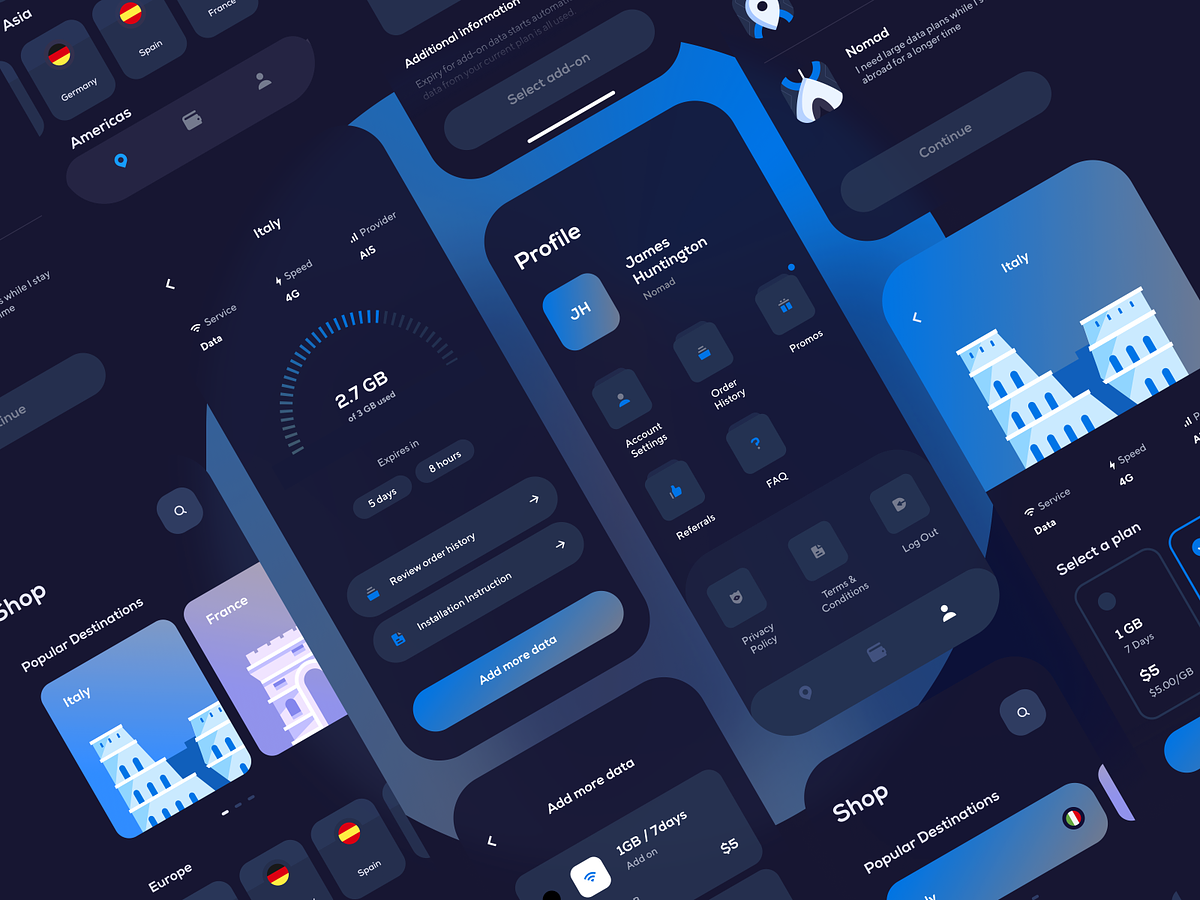 Asia
Germany
Spain
France
Americas
Additional information
Expiry for add-on data starts automati
data from your current plan is all used.
Select add-on
Nomad
I need large data plans while I s
abroad for a longer time
Continue
s while I stay
ime
inue
Italy
Service
Data
Speed
4G
Provider
AIS
2.7 GB
of 3 GB used
Expires in
5 days
8 hours
Review order history
Installation Instruction
Add more data
Profile
JH
James
Huntington
Nomad
Account
Settings
Order
History
Promos
Referrals
FAQ
Privacy
Policy
Terms &
Conditions
Log Out
Italy
Service
Data
Speed
4G
Select a plan
1 GB
7 Days
$5
$5.00/GB
Shop
Popular Destinations
Italy
France
Europe
Spain
Add more data
1GB / 7days
Add on
$5
Shop
Popular Destinations